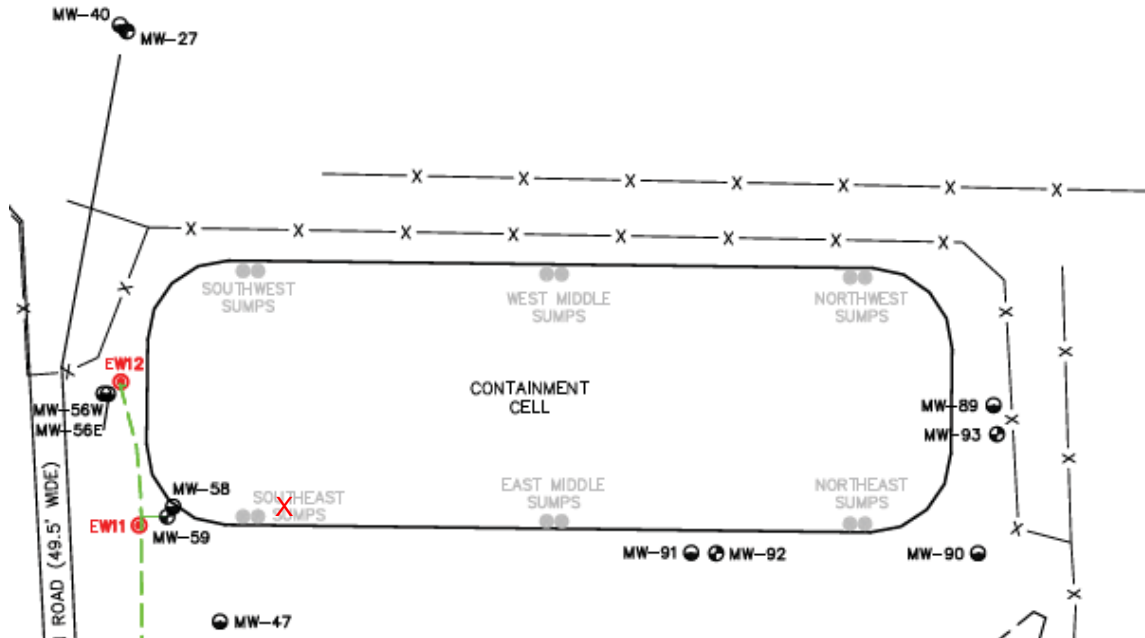 MW-40
MW-27
SOUTHWEST
SUMPS
WEST MIDDLE
SUMPS
NORTHWEST
SUMPS
EW12
MW-56W
MW-56E
CONTAINMENT
CELL
MW-89
MW-93
MW-58
SOUTHEAST
SUMPS
X
EAST MIDDLE
SUMPS
NORTHEAST
SUMPS
EW11
MW-59
MW-91
MW-92
MW-90
MW-47
ROAD (49.5' WIDE)